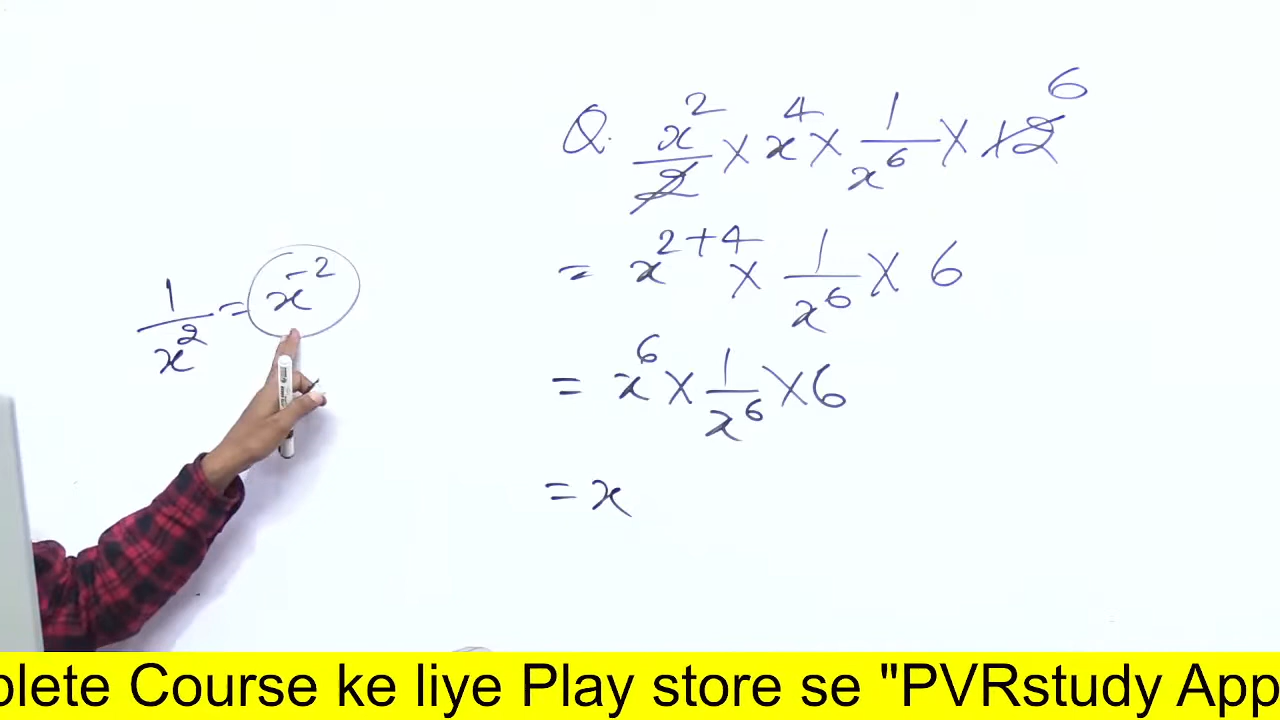 Q. x²/2 × x⁴ × 1/x⁶ × 12 6
= x²⁺⁴ × 1/x⁶ × 6
1/x² = x⁻²
= x⁶ × 1/x⁶ × 6
= x
plete Course ke liye Play store se "PVRstudy App